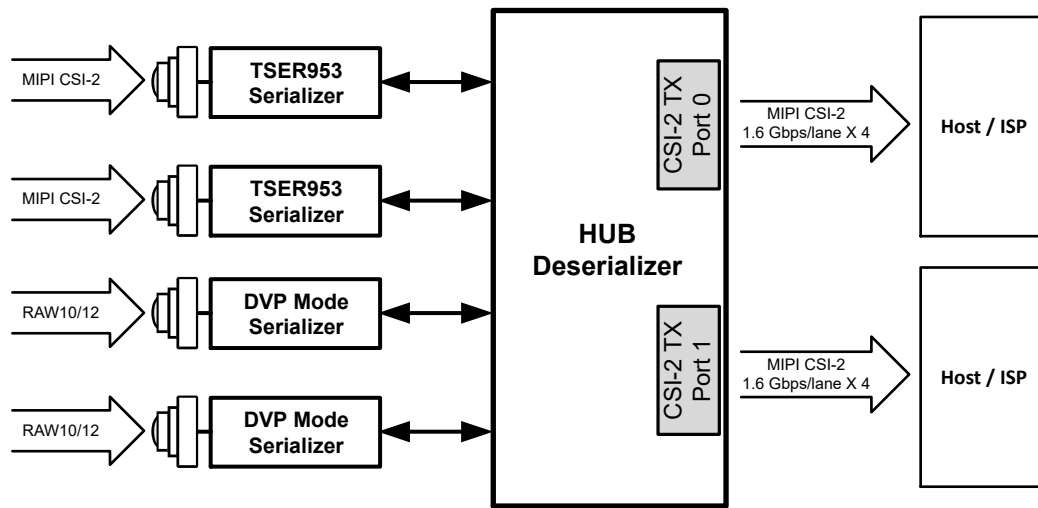 MIPI CSI-2
TSER953
Serializer
MIPI CSI-2
TSER953
Serializer
RAW10/12
DVP Mode
Serializer
RAW10/12
DVP Mode
Serializer
HUB
Deserializer
CSI-2 TX
Port 0
CSI-2 TX
Port 1
MIPI CSI-2
1.6 Gbps/lane X 4
Host / ISP
MIPI CSI-2
1.6 Gbps/lane X 4
Host / ISP